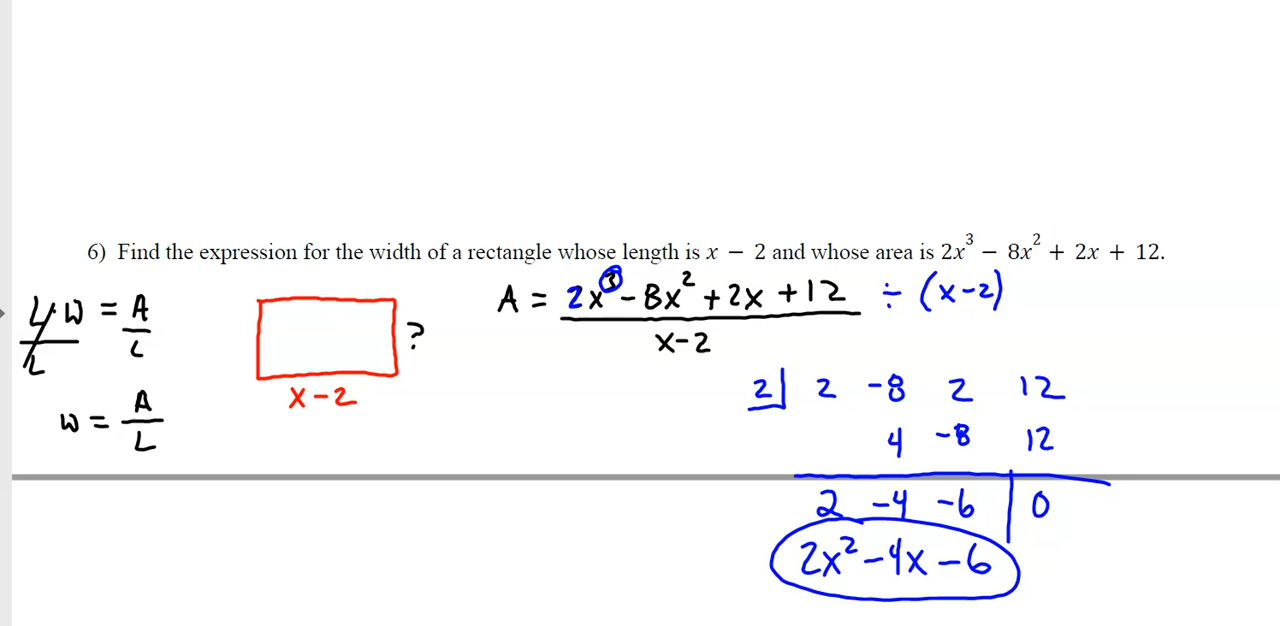 6) Find the expression for the width of a rectangle whose length is x − 2 and whose area is 2x³ − 8x² + 2x + 12.
L·W = A
L L
W = A
L
?
x-2
A = 2x³ - 8x² + 2x + 12 ÷ (x-2)
x-2
2| 2 -8 2 12
4 -8 12
2 -4 -6 | 0
2x² - 4x - 6